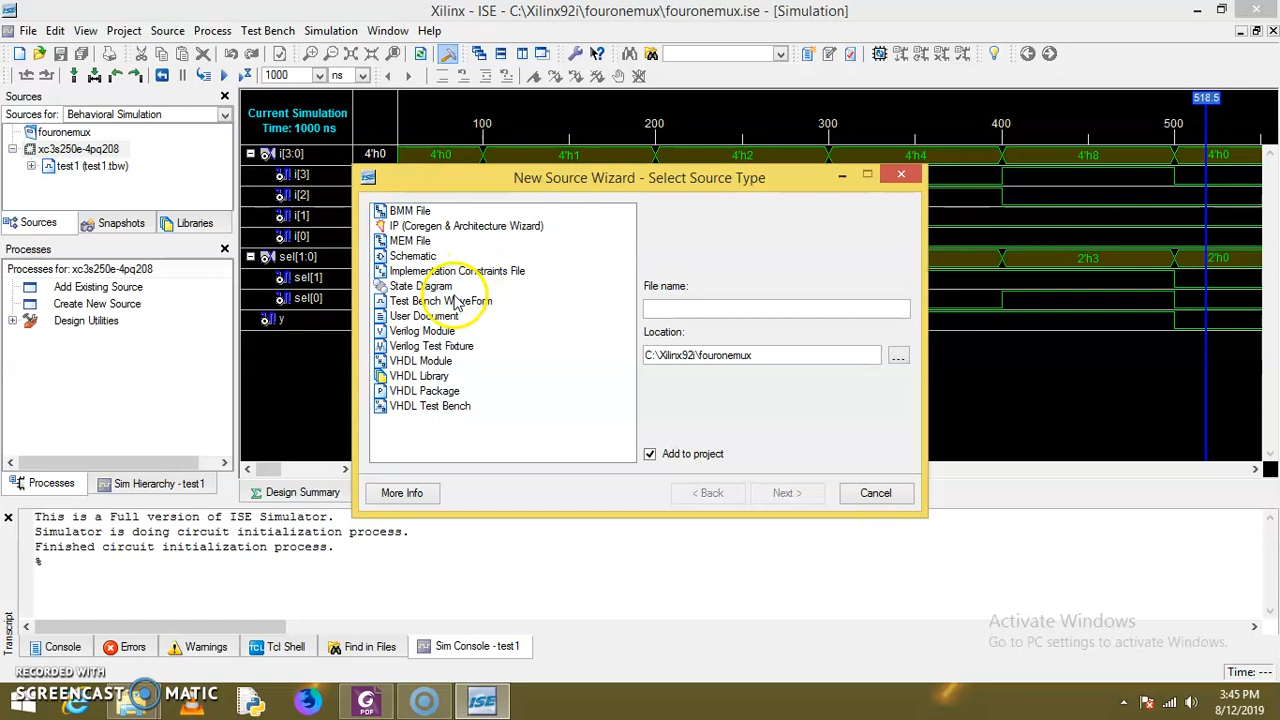 Xilinx - ISE - C:\Xilinx92i\fouronemux\fouronemux.ise - [Simulation]
File Edit View Project Source Process Test Bench Simulation Window Help
1000 ns
Sources
Sources for: Behavioral Simulation
fouronemux
xc3s250e-4pq208
test1 (test1.tbw)
Sources Snapshots Libraries
Processes
Processes for: xc3s250e-4pq208
Add Existing Source
Create New Source
Design Utilities
Processes Sim Hierarchy - test1
Current Simulation
Time: 1000 ns
100 200 300 400 500
518.5
i[3:0] 4'h0 4'h0 4'h1 4'h2 4'h4 4'h8 4'h0
i[3]
i[2]
i[1]
i[0]
sel[1:0] 2'h3 2'h0
sel[1]
sel[0]
y
Design Summary
New Source Wizard - Select Source Type
BMM File
IP (Coregen & Architecture Wizard)
MEM File
Schematic
Implementation Constraints File
State Diagram
Test Bench WaveForm
User Document
Verilog Module
Verilog Test Fixture
VHDL Module
VHDL Library
VHDL Package
VHDL Test Bench
File name:
Location:
C:\Xilinx92i\fouronemux
...
Add to project
More Info < Back Next > Cancel
This is a Full version of ISE Simulator.
Simulator is doing circuit initialization process.
Finished circuit initialization process.
%
Transcript
Console Errors Warnings Tcl Shell Find in Files Sim Console - test1
Activate Windows
Go to PC settings to activate Windows.
Time: ---
RECORDED WITH
SCREENCAST MATIC
3:45 PM
8/12/2019